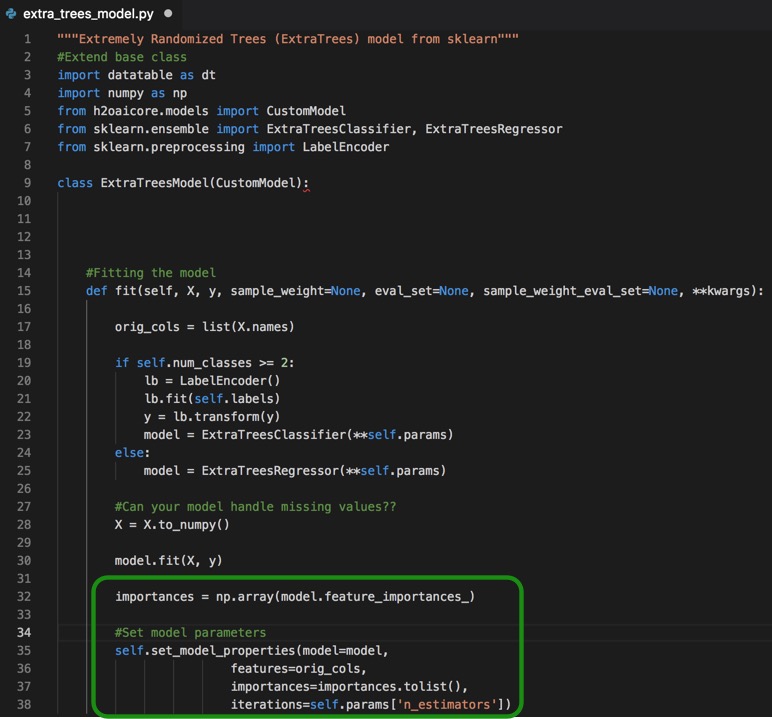 extra_trees_model.py
1 """Extremely Randomized Trees (ExtraTrees) model from sklearn"""
2 #Extend base class
3 import datatable as dt
4 import numpy as np
5 from h2oaicore.models import CustomModel
6 from sklearn.ensemble import ExtraTreesClassifier, ExtraTreesRegressor
7 from sklearn.preprocessing import LabelEncoder
8
9 class ExtraTreesModel(CustomModel):
10
11
12
13
14 #Fitting the model
15 def fit(self, X, y, sample_weight=None, eval_set=None, sample_weight_eval_set=None, **kwargs):
16
17 orig_cols = list(X.names)
18
19 if self.num_classes >= 2:
20 lb = LabelEncoder()
21 lb.fit(self.labels)
22 y = lb.transform(y)
23 model = ExtraTreesClassifier(**self.params)
24 else:
25 model = ExtraTreesRegressor(**self.params)
26
27 #Can your model handle missing values??
28 X = X.to_numpy()
29
30 model.fit(X, y)
31
32 importances = np.array(model.feature_importances_)
33
34 #Set model parameters
35 self.set_model_properties(model=model,
36 features=orig_cols,
37 importances=importances.tolist(),
38 iterations=self.params['n_estimators'])